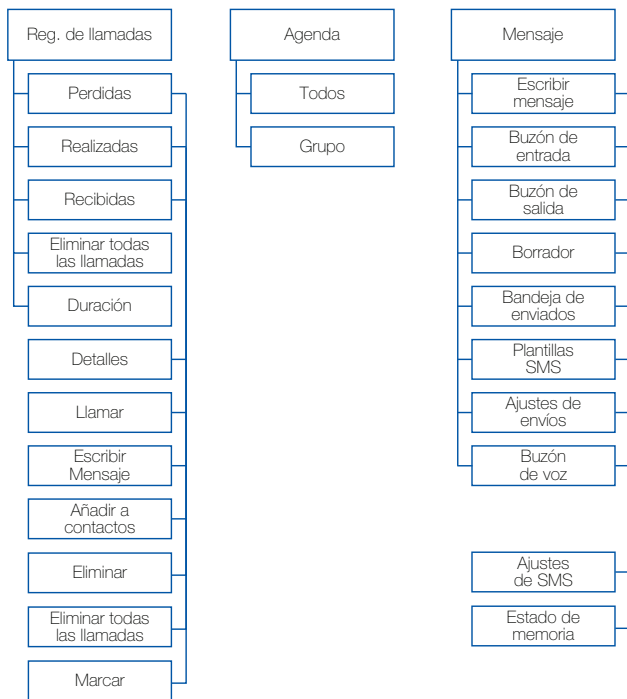 Reg. de llamadas
Perdidas
Realizadas
Recibidas
Eliminar todas
las llamadas
Duración
Detalles
Llamar
Escribir
Mensaje
Añadir a
contactos
Eliminar
Eliminar todas
las llamadas
Marcar
Agenda
Todos
Grupo
Mensaje
Escribir
mensaje
Buzón de
entrada
Buzón de
salida
Borrador
Bandeja de
enviados
Plantillas
SMS
Ajustes de
envíos
Buzón
de voz
Ajustes
de SMS
Estado de
memoria